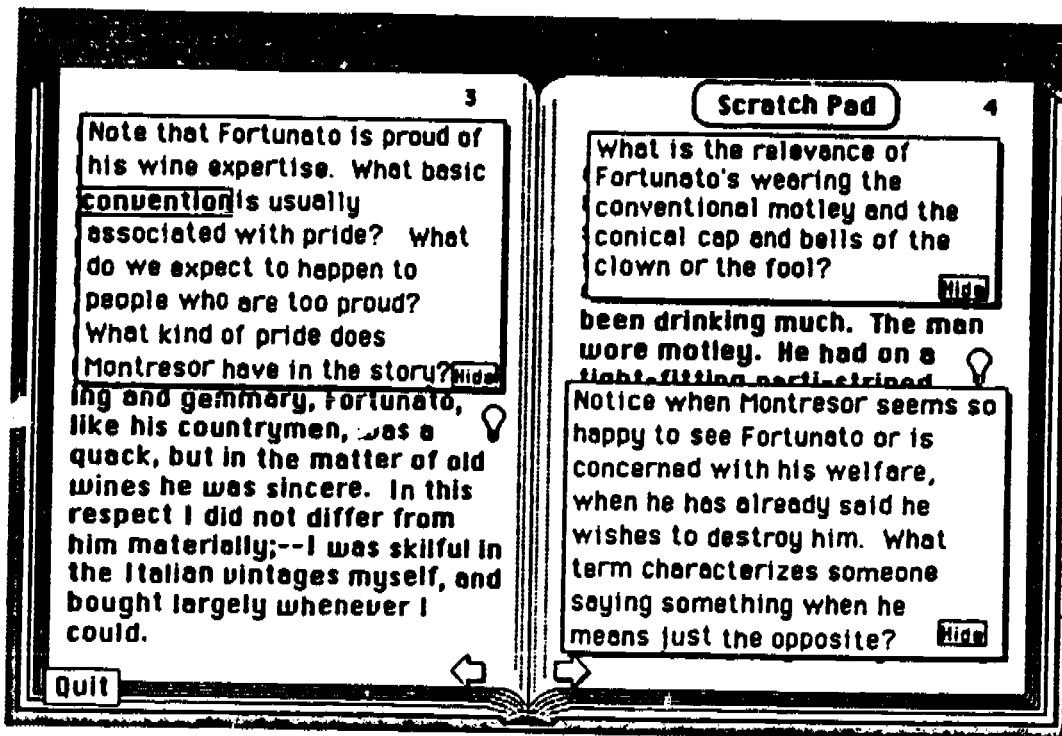 3
Note that Fortunato is proud of
his wine expertise. What basic
convention is usually
associated with pride? What
do we expect to happen to
people who are too proud?
What kind of pride does
Montresor have in the story?
Hide
ing and gemmary, Fortunato,
like his countrymen, was a
quack, but in the matter of old
wines he was sincere. In this
respect I did not differ from
him materially;--I was skilful in
the Italian vintages myself, and
bought largely whenever I
could.
Quit
Scratch Pad
4
What is the relevance of
Fortunato's wearing the
conventional motley and the
conical cap and bells of the
clown or the fool?
Hide
been drinking much. The man
wore motley. He had on a
tight-fitting parti-striped
Notice when Montresor seems so
happy to see Fortunato or is
concerned with his welfare,
when he has already said he
wishes to destroy him. What
term characterizes someone
saying something when he
means just the opposite?
Hide